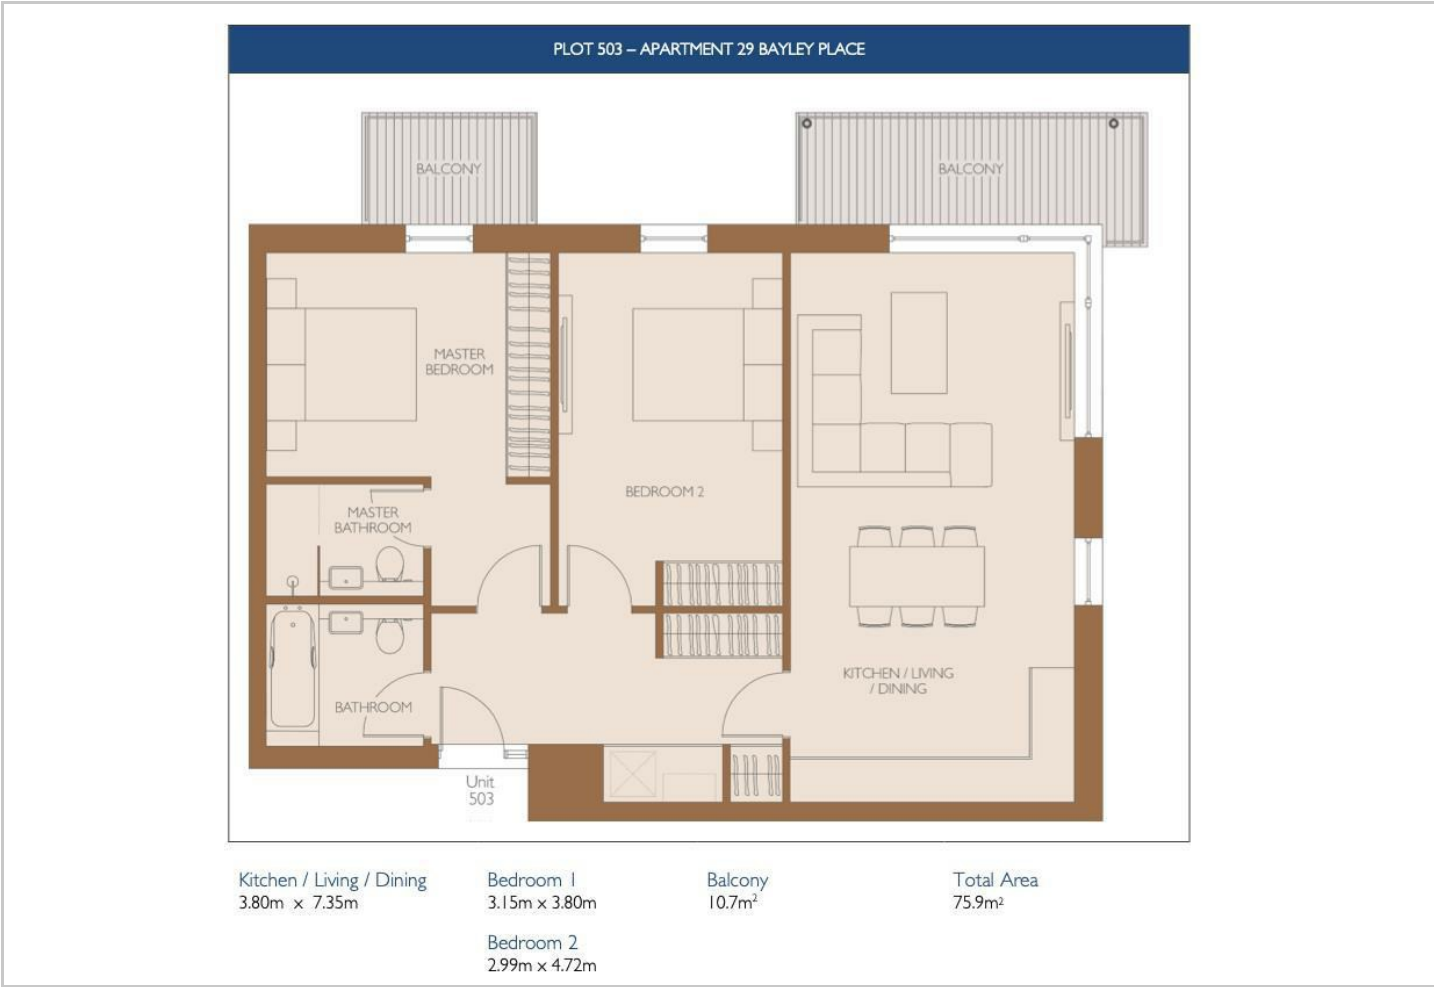 PLOT 503 – APARTMENT 29 BAYLEY PLACE
BALCONY
BALCONY
MASTER
BEDROOM
BEDROOM 2
MASTER
BATHROOM
KITCHEN / LIVING
/ DINING
BATHROOM
Unit
503
Kitchen / Living / Dining
3.80m x 7.35m
Bedroom 1
3.15m x 3.80m
Bedroom 2
2.99m x 4.72m
Balcony
10.7m²
Total Area
75.9m²